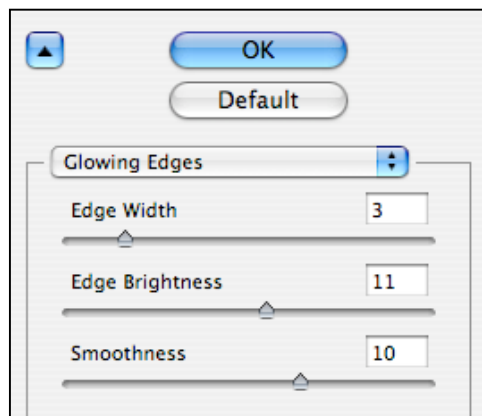 OK
Default
Glowing Edges
Edge Width 3
Edge Brightness 11
Smoothness 10